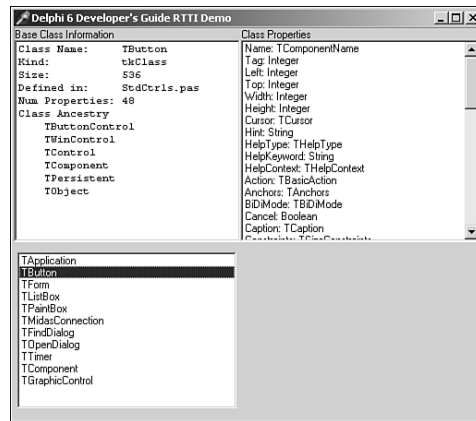 Delphi 6 Developer's Guide RTTI Demo
Base Class Information
Class Name: TButton
Kind: tkClass
Size: 536
Defined in: StdCtrls.pas
Num Properties: 48
Class Ancestry
TButtonControl
TWinControl
TControl
TComponent
TPersistent
TObject
Class Properties
Name: TComponentName
Tag: Integer
Left: Integer
Top: Integer
Width: Integer
Height: Integer
Cursor: TCursor
Hint: String
HelpType: THelpType
HelpKeyword: String
HelpContext: THelpContext
Action: TBasicAction
Anchors: TAnchors
BiDiMode: TBiDiMode
Cancel: Boolean
Caption: TCaption
Constraints: TSizeConstraints
TApplication
TButton
TForm
TListBox
TPaintBox
TMidasConnection
TFindDialog
TOpenDialog
TTimer
TComponent
TGraphicControl